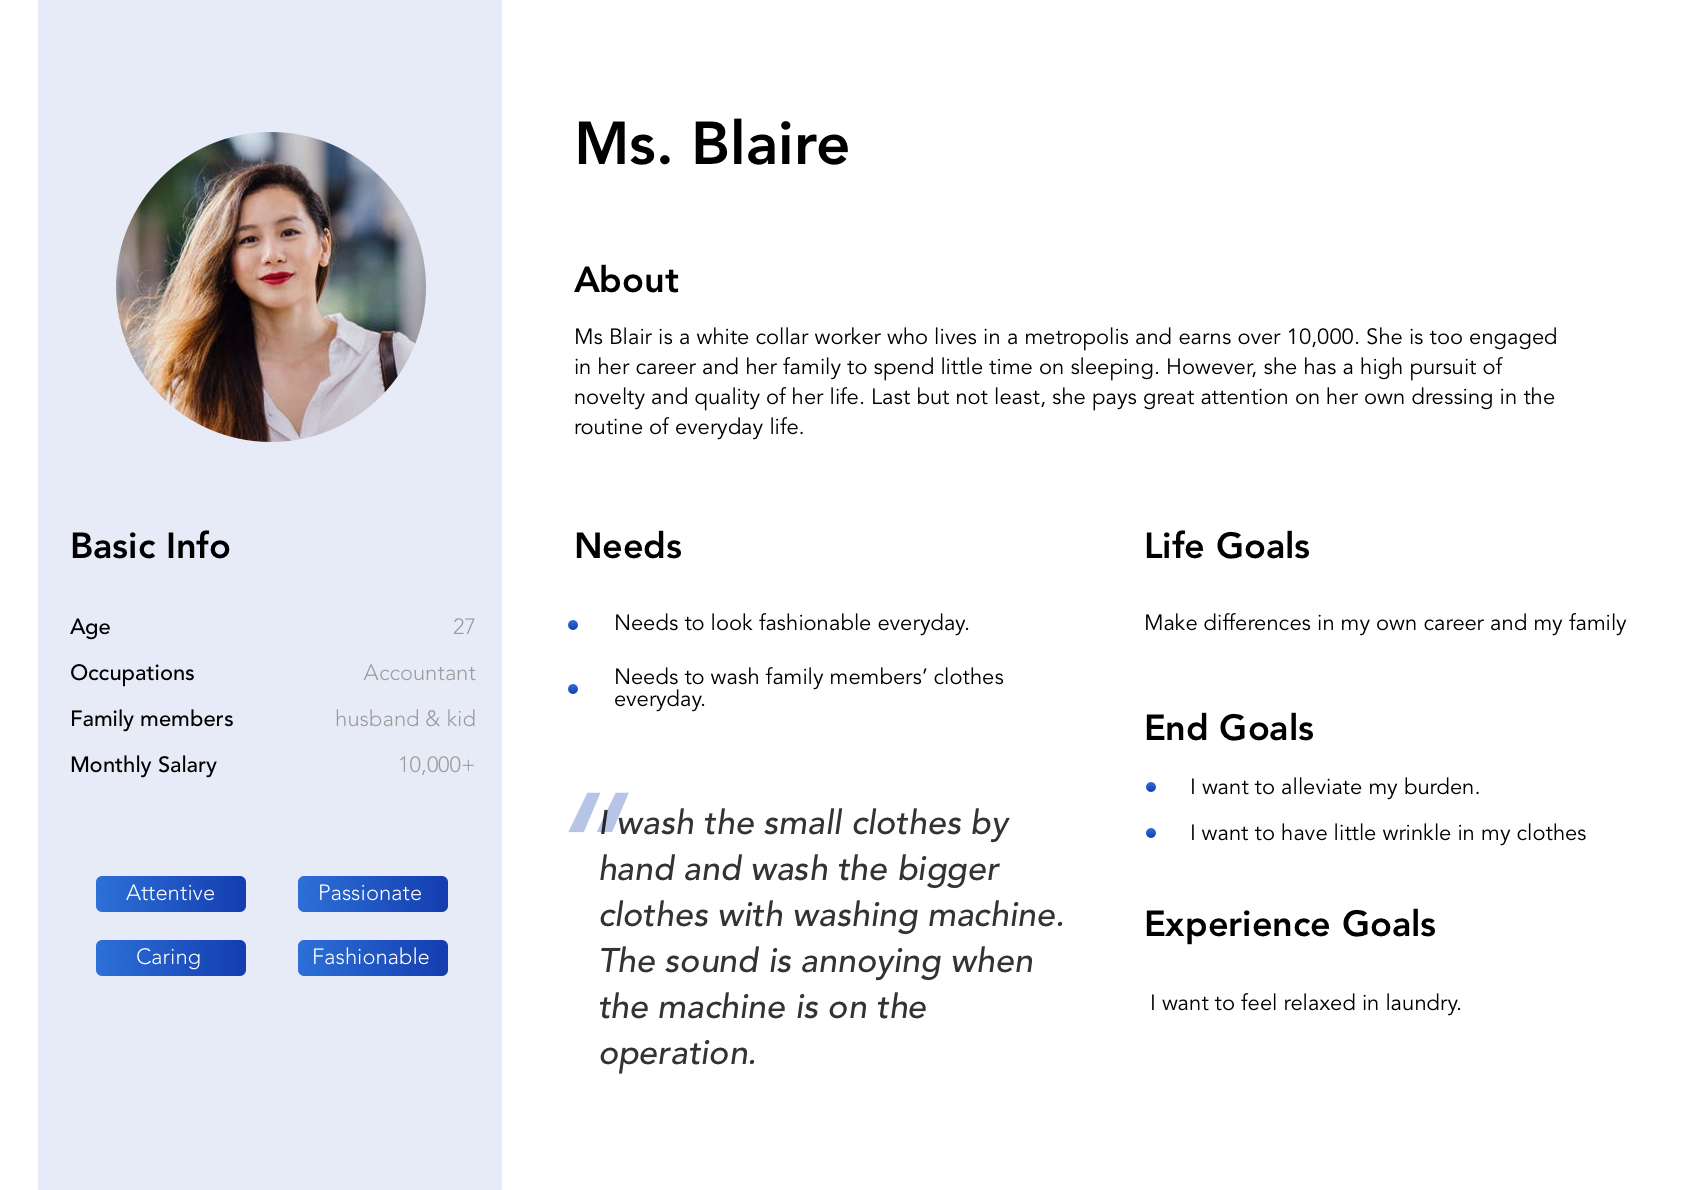 Ms. Blaire
About
Ms Blair is a white collar worker who lives in a metropolis and earns over 10,000. She is too engaged
in her career and her family to spend little time on sleeping. However, she has a high pursuit of
novelty and quality of her life. Last but not least, she pays great attention on her own dressing in the
routine of everyday life.
Basic Info
Age 27
Occupations Accountant
Family members husband & kid
Monthly Salary 10,000+
Attentive Passionate
Caring Fashionable
Needs
Needs to look fashionable everyday.
Needs to wash family members’ clothes
everyday.
"I wash the small clothes by
hand and wash the bigger
clothes with washing machine.
The sound is annoying when
the machine is on the
operation.
Life Goals
Make differences in my own career and my family
End Goals
I want to alleviate my burden.
I want to have little wrinkle in my clothes
Experience Goals
I want to feel relaxed in laundry.